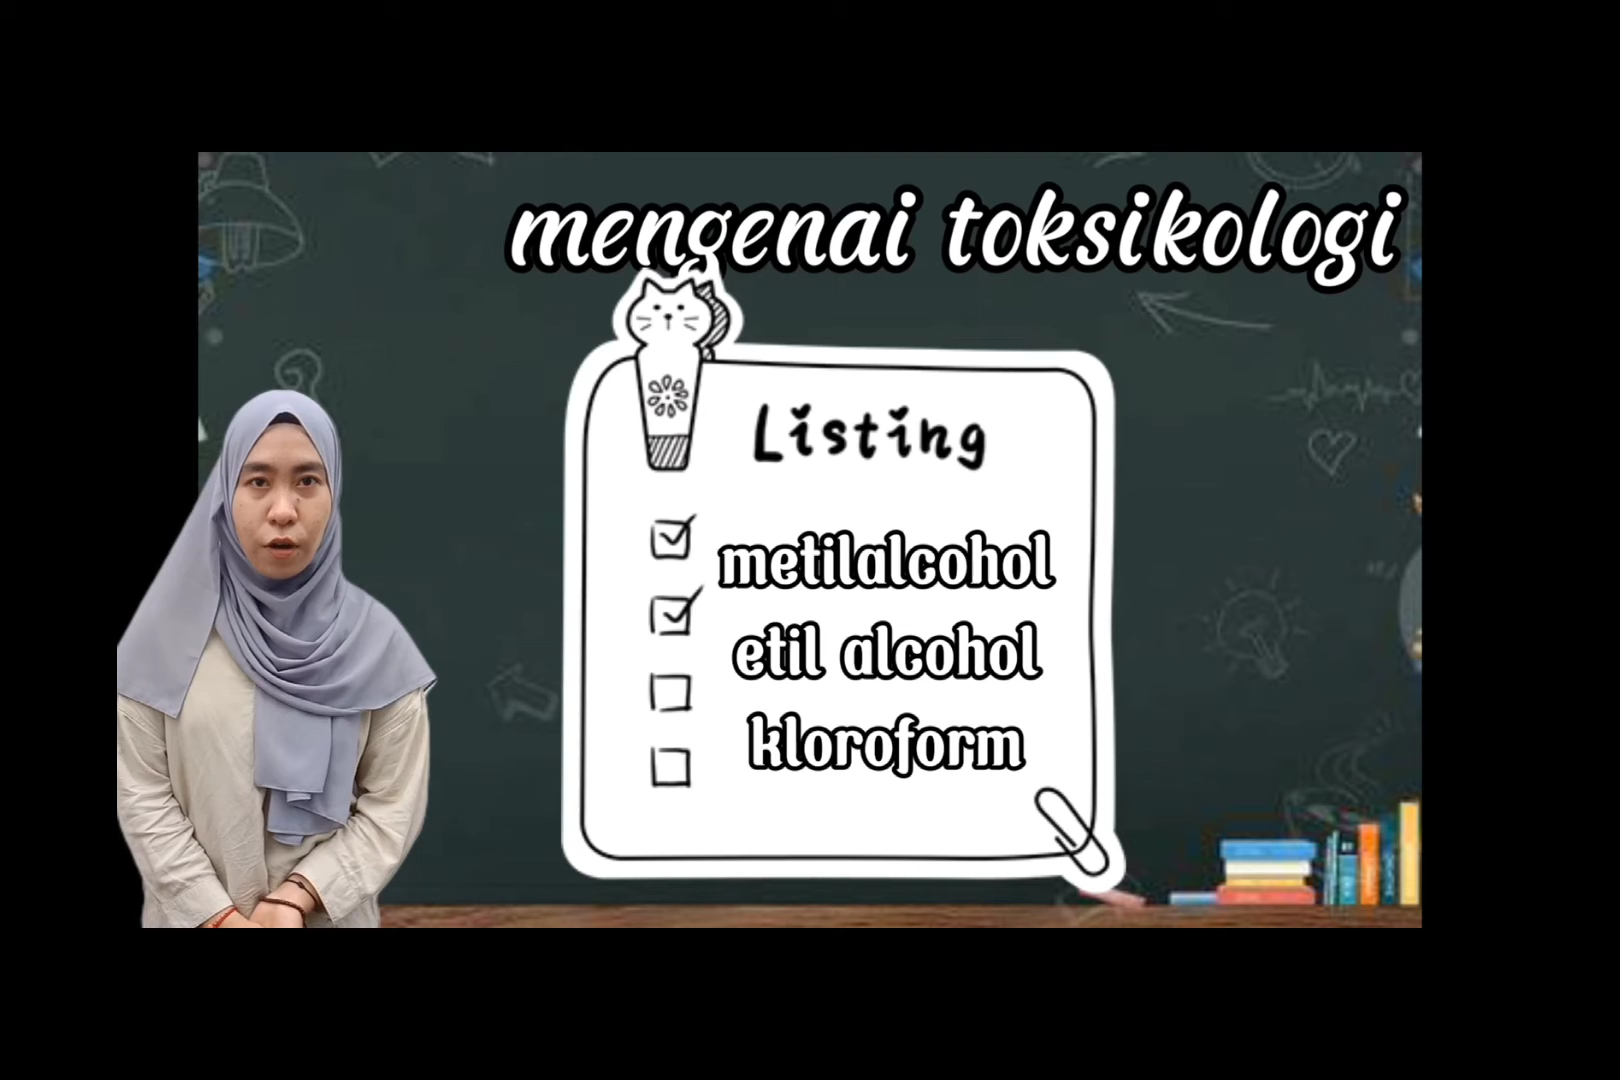 mengenai toksikologi
Listing
metilalcohol
etil alcohol
kloroform